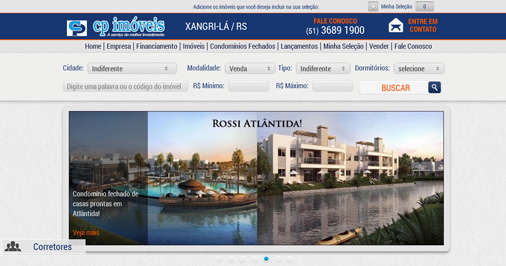 Adicione os imóveis que você deseja incluir na sua seleção:
Minha Seleção 0
cp imóveis
A serviço do melhor investimento
XANGRI-LÁ / RS
FALE CONOSCO
(51) 3689 1900
ENTRE EM
CONTATO
Home | Empresa | Financiamento | Imóveis | Condomínios Fechados | Lançamentos | Minha Seleção | Vender | Fale Conosco
Cidade: Indiferente Modalidade: Venda Tipo: Indiferente Dormitórios: selecione
Digite uma palavra ou o código do imóvel R$ Mínimo: R$ Máximo: BUSCAR
Rossi Atlântida!
Condomínio fechado de
casas prontas em
Atlântida!
Veja mais
Corretores